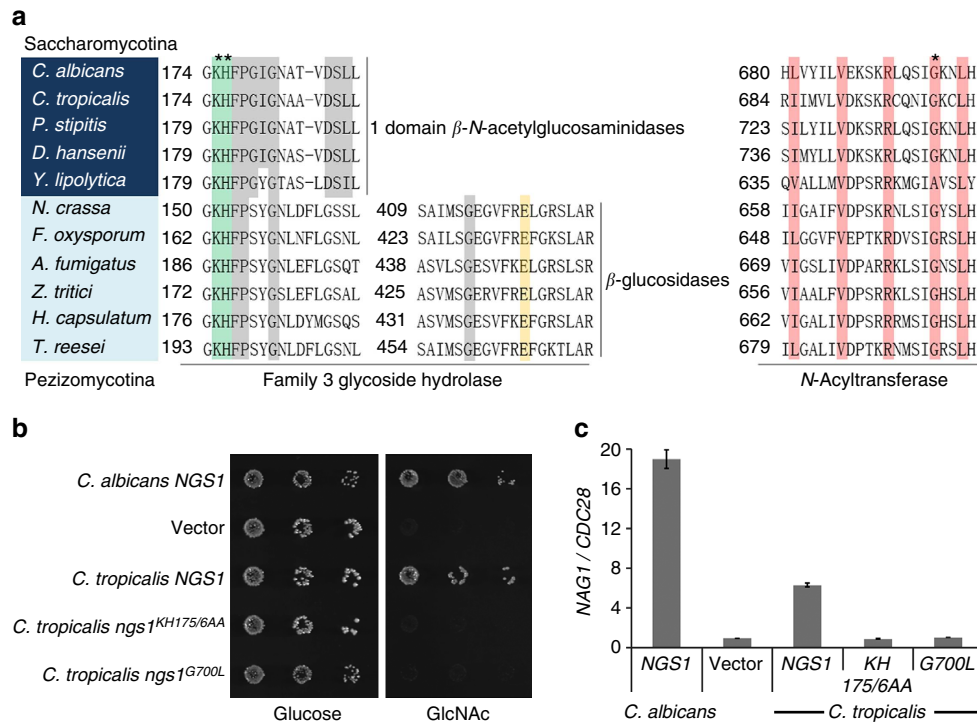 a
Saccharomycotina
** *
C. albicans 174 GKHFPGIGNAT-VDSLL 680 HLVYILVEKSKRLQSIGKNLH
C. tropicalis 174 GKHFPGIGNAA-VDSLL 684 RIIMVLVDKSKRCQNIGKCLH
P. stipitis 179 GKHFPGIGNAT-VDSLL 1 domain β-N-acetylglucosaminidases 723 SILYILVDKSRRLQSIGKNLH
D. hansenii 179 GKHFPGIGNAS-VDSLL 736 SIMYLLVDKSKRLQSIGKNLH
Y. lipolytica 179 GKHFPGYGTAS-LDSIL 635 QVALLMVDPSRRKMGIAVSLY
N. crassa 150 GKHFPSYGNLDFLGSSL 409 SAIMSGEGVFRELGRSLAR 658 IIGAIFVDPTKRNLSIGYSLH
F. oxysporum 162 GKHFPSYGNLNFLGSNL 423 SAILSGEGVFREFGKSLAR 648 ILGGVFVEPTKRDVSIGRSLH
A. fumigatus 186 GKHFPSYGNLEFLGSQT 438 ASVLSGESVFKELGRSLSR β-glucosidases 669 VIGSLIVDPARRKLSIGNSLH
Z. tritici 172 GKHFPSYGSLEFLGSAL 425 ASVMSGERVFRELGRSLAR 656 VIAALFVDPSRRKLSIGHSLH
H. capsulatum 176 GKHFPSYGNLDYMGSQS 431 ASVMSGESVFKEFGRSLAR 662 VIGALIVDPSRRRMSIGHSLH
T. reesei 193 GKHFPSYGNLDFLGSNL 454 SAIMSGEGVFREFGKTLAR 679 ILGALIVDPTKRNMSIGRSLH
Pezizomycotina Family 3 glycoside hydrolase N-Acyltransferase
b
C. albicans NGS1
Vector
C. tropicalis NGS1
C. tropicalis ngs1KH175/6AA
C. tropicalis ngs1G700L
Glucose GlcNAc
c
NAG1 / CDC28
20
16
12
8
4
0
NGS1 Vector NGS1 KH 175/6AA G700L
C. albicans C. tropicalis